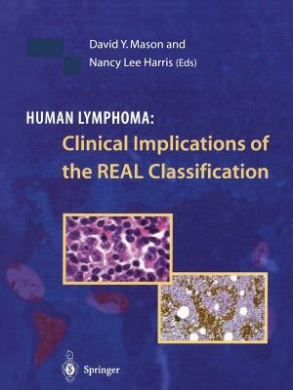 David Y. Mason and
Nancy Lee Harris (Eds)
HUMAN LYMPHOMA:
Clinical Implications of
the REAL Classification
Springer